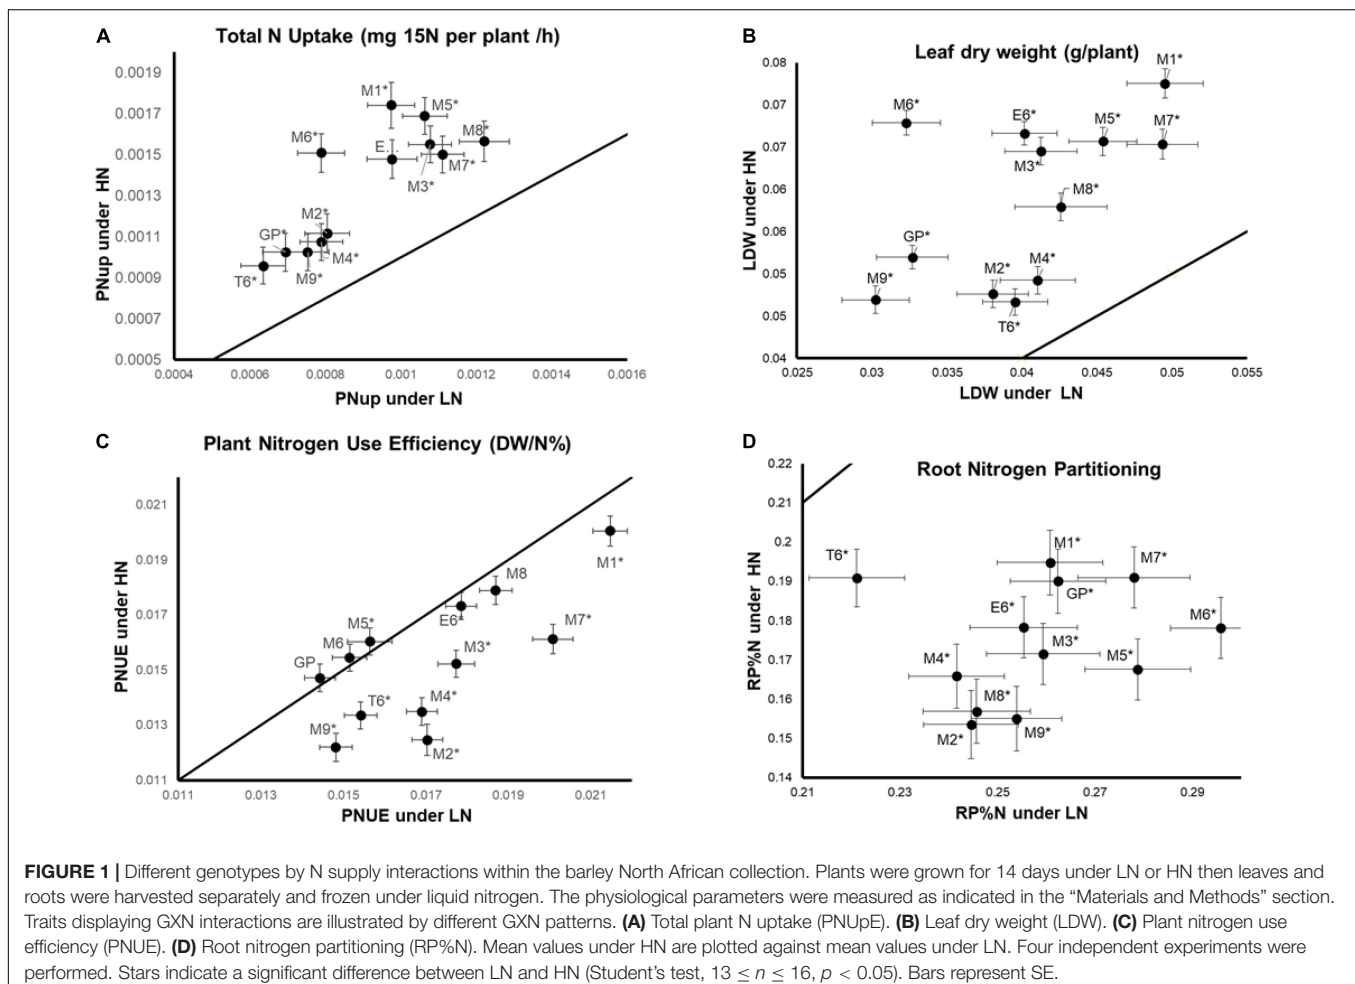 A
Total N Uptake (mg 15N per plant /h)
PNup under HN
0.0019
0.0017
0.0015
0.0013
0.0011
0.0009
0.0007
0.0005
M1*
M5*
M6*
E...
M8*
M7*
M3*
M2*
GP*
M4*
T6*
M9*
0.0004 0.0006 0.0008 0.001 0.0012 0.0014 0.0016
PNup under LN
B
Leaf dry weight (g/plant)
LDW under HN
0.08
0.07
0.07
0.06
0.06
0.05
0.05
0.04
M1*
M6*
E6*
M5*
M7*
M3*
M8*
GP*
M9*
M2*
M4*
T6*
0.025 0.03 0.035 0.04 0.045 0.05 0.055
LDW under LN
C
Plant Nitrogen Use Efficiency (DW/N%)
PNUE under HN
0.021
0.019
0.017
0.015
0.013
0.011
M1*
M8
E6*
M7*
M5*
M6
M3*
GP
T6*
M4*
M9*
M2*
0.011 0.013 0.015 0.017 0.019 0.021
PNUE under LN
D
Root Nitrogen Partitioning
RP%N under HN
0.22
0.21
0.2
0.19
0.18
0.17
0.16
0.15
0.14
T6*
M1*
M7*
GP*
E6*
M6*
M3*
M5*
M4*
M8*
M2*
M9*
0.21 0.23 0.25 0.27 0.29
RP%N under LN
FIGURE 1 | Different genotypes by N supply interactions within the barley North African collection. Plants were grown for 14 days under LN or HN then leaves and
roots were harvested separately and frozen under liquid nitrogen. The physiological parameters were measured as indicated in the “Materials and Methods” section.
Traits displaying GXN interactions are illustrated by different GXN patterns. (A) Total plant N uptake (PNUpE). (B) Leaf dry weight (LDW). (C) Plant nitrogen use
efficiency (PNUE). (D) Root nitrogen partitioning (RP%N). Mean values under HN are plotted against mean values under LN. Four independent experiments were
performed. Stars indicate a significant difference between LN and HN (Student’s test, 13 ≤ n ≤ 16, p < 0.05). Bars represent SE.